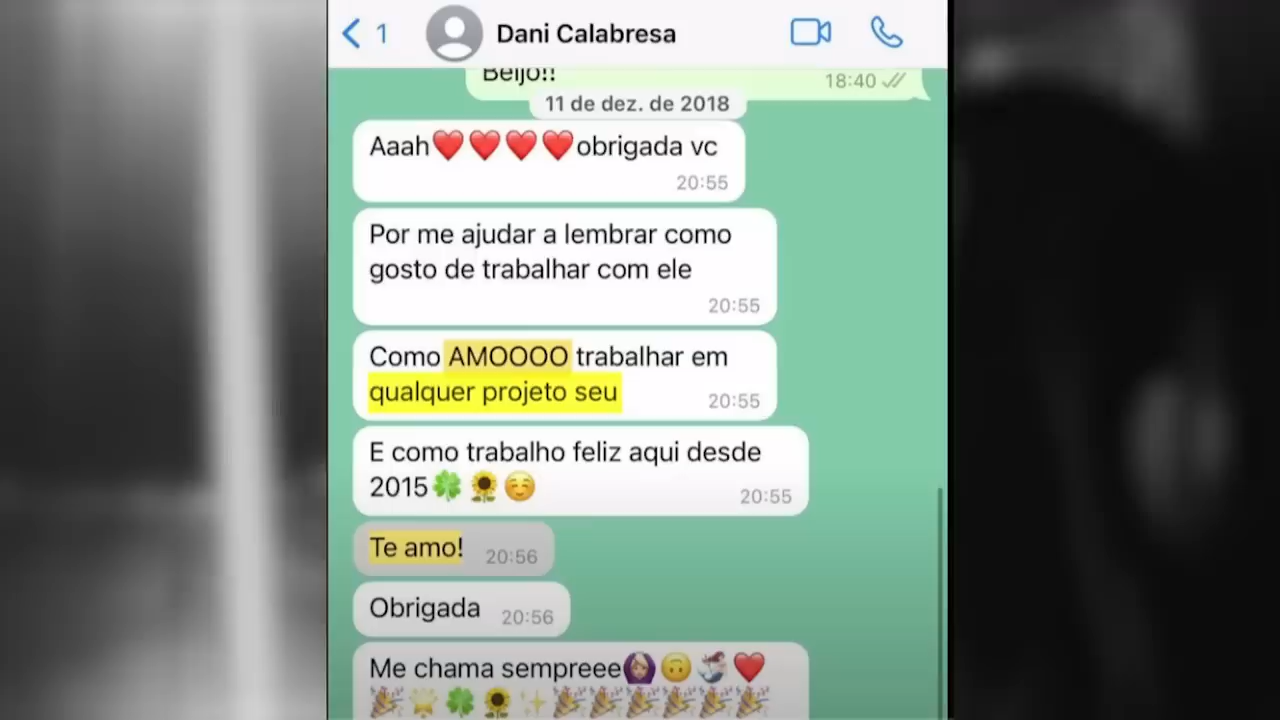 1 Dani Calabresa
Beijo!! 18:40
11 de dez. de 2018
Aaah❤️❤️❤️❤️obrigada vc
20:55
Por me ajudar a lembrar como
gosto de trabalhar com ele
20:55
Como AMOOOO trabalhar em
qualquer projeto seu 20:55
E como trabalho feliz aqui desde
2015🍀🌻☺️ 20:55
Te amo! 20:56
Obrigada 20:56
Me chama sempreee🧕🙃🧜‍♀️❤️
🎉🌟🍀🌻✨🎉🎉🎉🎉🎉🎉